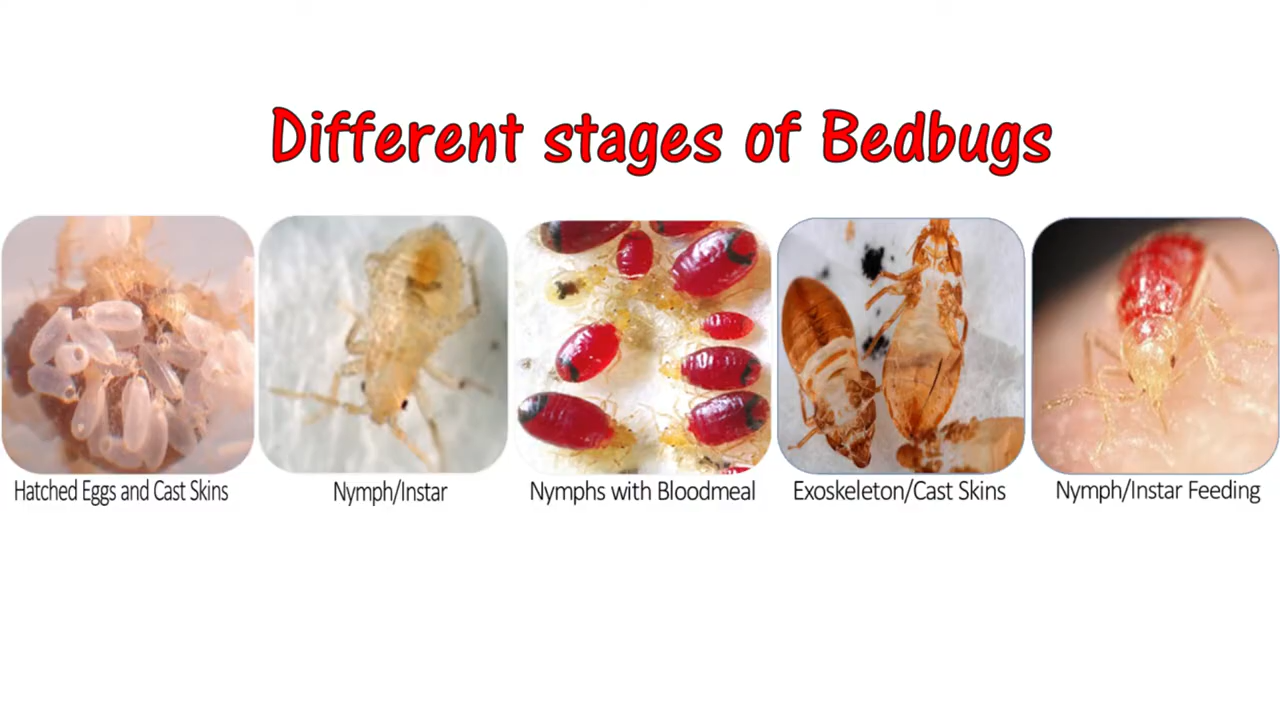 Different stages of Bedbugs
Hatched Eggs and Cast Skins
Nymph/Instar
Nymphs with Bloodmeal
Exoskeleton/Cast Skins
Nymph/Instar Feeding